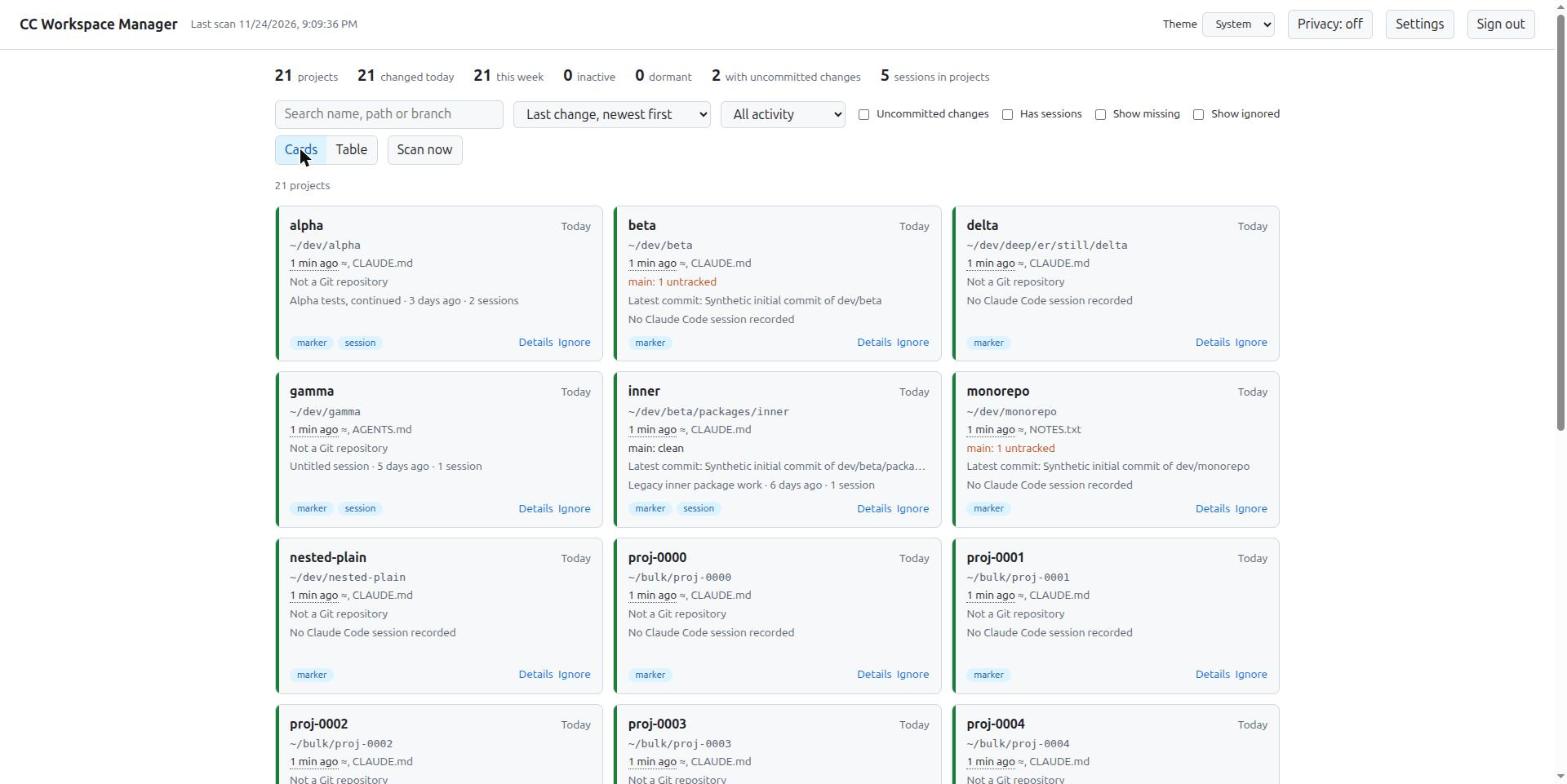 CC Workspace Manager Last scan 11/24/2026, 9:09:36 PM Theme System Privacy: off Settings Sign out
21 projects 21 changed today 21 this week 0 inactive 0 dormant 2 with uncommitted changes 5 sessions in projects
Search name, path or branch Last change, newest first All activity Uncommitted changes Has sessions Show missing Show ignored
Cards Table Scan now
21 projects
alpha Today
~/dev/alpha
1 min ago ≈, CLAUDE.md
Not a Git repository
Alpha tests, continued · 3 days ago · 2 sessions
marker session Details Ignore
beta Today
~/dev/beta
1 min ago ≈, CLAUDE.md
main: 1 untracked
Latest commit: Synthetic initial commit of dev/beta
No Claude Code session recorded
marker Details Ignore
delta Today
~/dev/deep/er/still/delta
1 min ago ≈, CLAUDE.md
Not a Git repository
No Claude Code session recorded
marker Details Ignore
gamma Today
~/dev/gamma
1 min ago ≈, AGENTS.md
Not a Git repository
Untitled session · 5 days ago · 1 session
marker session Details Ignore
inner Today
~/dev/beta/packages/inner
1 min ago ≈, CLAUDE.md
main: clean
Latest commit: Synthetic initial commit of dev/beta/packa…
Legacy inner package work · 6 days ago · 1 session
marker session Details Ignore
monorepo Today
~/dev/monorepo
1 min ago ≈, NOTES.txt
main: 1 untracked
Latest commit: Synthetic initial commit of dev/monorepo
No Claude Code session recorded
marker Details Ignore
nested-plain Today
~/dev/nested-plain
1 min ago ≈, CLAUDE.md
Not a Git repository
No Claude Code session recorded
marker Details Ignore
proj-0000 Today
~/bulk/proj-0000
1 min ago ≈, CLAUDE.md
Not a Git repository
No Claude Code session recorded
marker Details Ignore
proj-0001 Today
~/bulk/proj-0001
1 min ago ≈, CLAUDE.md
Not a Git repository
No Claude Code session recorded
marker Details Ignore
proj-0002 Today
~/bulk/proj-0002
1 min ago ≈, CLAUDE.md
Not a Git repository
proj-0003 Today
~/bulk/proj-0003
1 min ago ≈, CLAUDE.md
Not a Git repository
proj-0004 Today
~/bulk/proj-0004
1 min ago ≈, CLAUDE.md
Not a Git repository